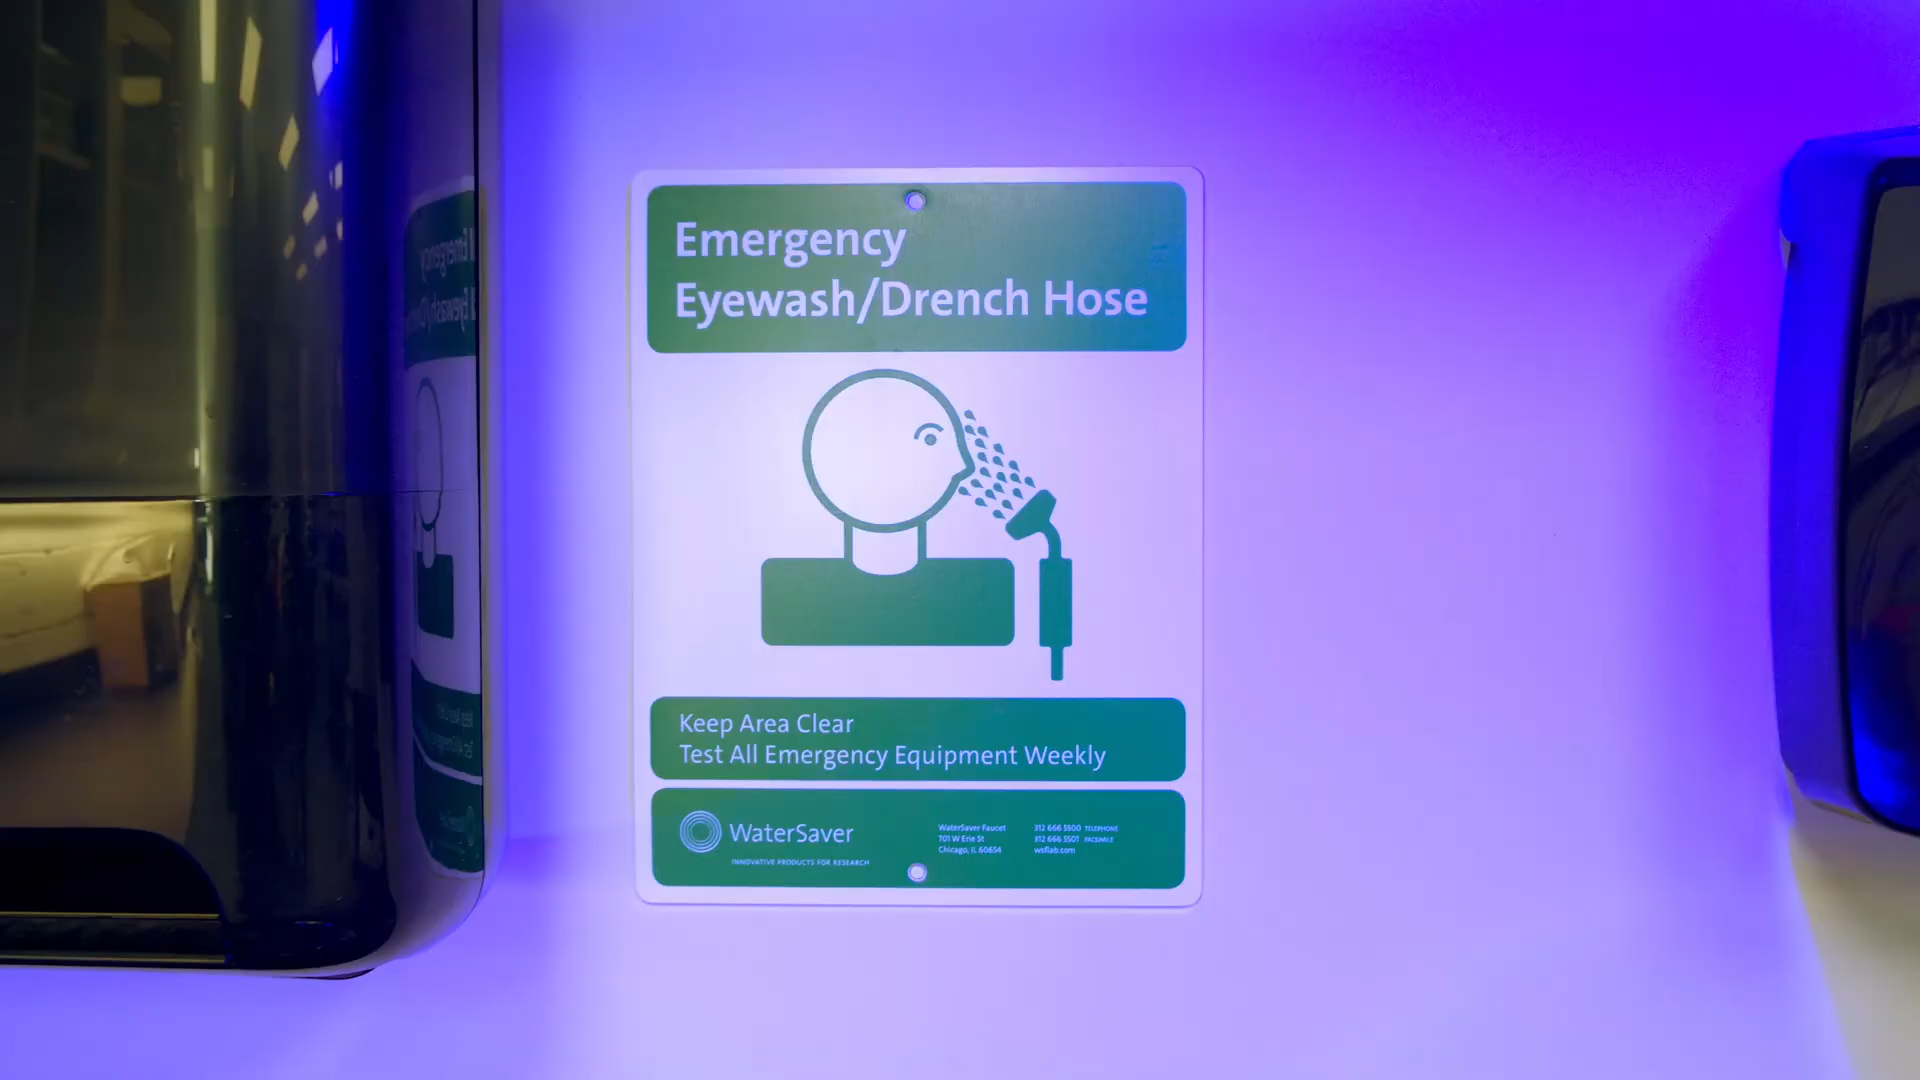 Emergency
Eyewash/Drench Hose
Keep Area Clear
Test All Emergency Equipment Weekly
WaterSaver
INNOVATIVE PRODUCTS FOR RESEARCH
WaterSaver Faucet
701 W Erie St
Chicago, IL 60654
312 666 5500 TELEPHONE
312 666 5501 FACSIMILE
wsflab.com